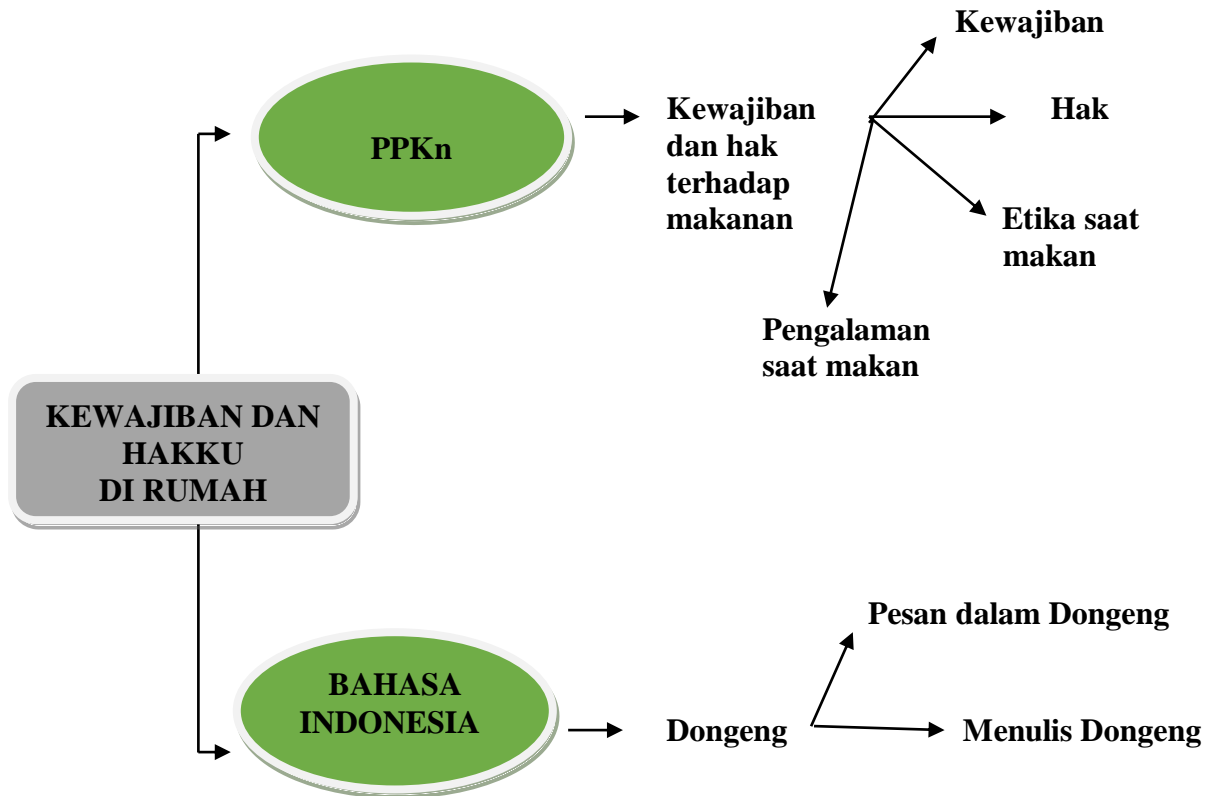 Kewajiban
PPKn
Kewajiban
dan hak
terhadap
makanan
Hak
Etika saat
makan
Pengalaman
saat makan
KEWAJIBAN DAN
HAKKU
DI RUMAH
BAHASA
INDONESIA
Dongeng
Pesan dalam Dongeng
Menulis Dongeng